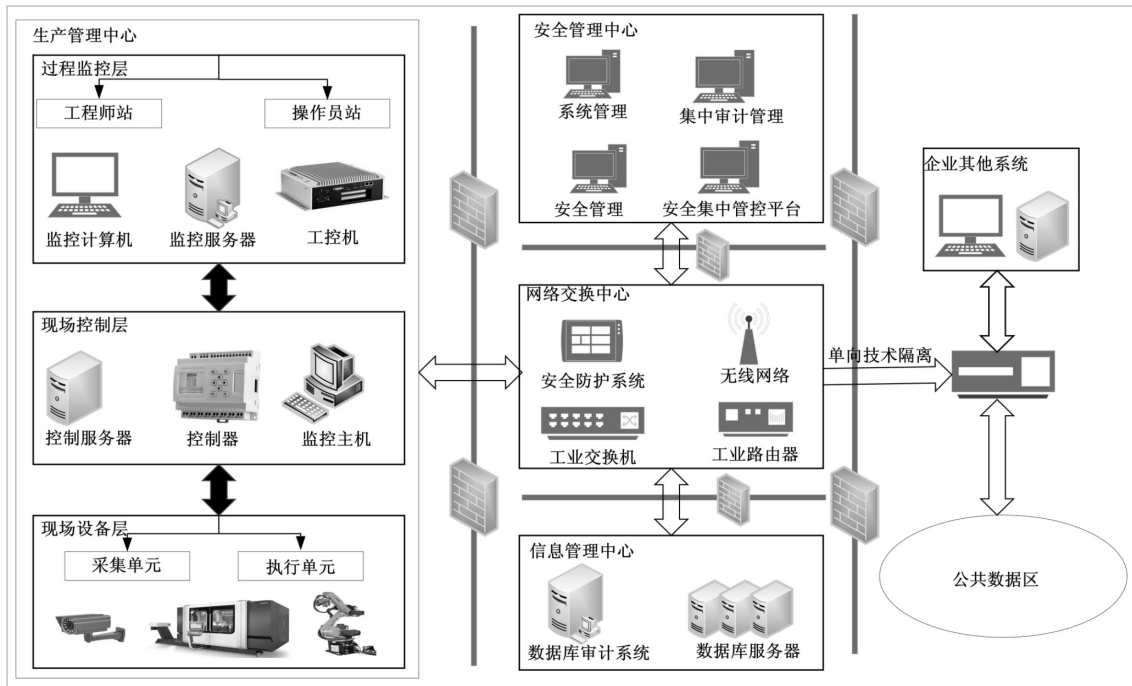 生产管理中心
过程监控层
工程师站
操作员站
监控计算机
监控服务器
工控机
现场控制层
控制服务器
控制器
监控主机
现场设备层
采集单元
执行单元
安全管理中心
系统管理
集中审计管理
安全管理
安全集中管控平台
网络交换中心
安全防护系统
无线网络
工业交换机
工业路由器
信息管理中心
数据库审计系统
数据库服务器
单向技术隔离
企业其他系统
公共数据区